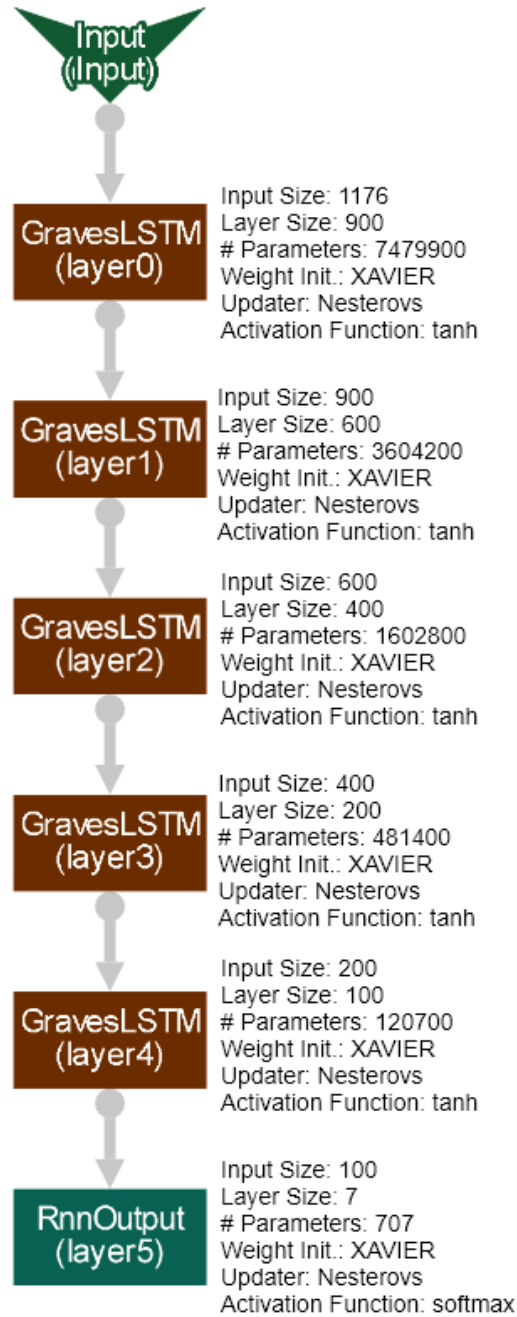 Input
(Input)
GravesLSTM
(layer0)
Input Size: 1176
Layer Size: 900
# Parameters: 7479900
Weight Init.: XAVIER
Updater: Nesterovs
Activation Function: tanh
GravesLSTM
(layer1)
Input Size: 900
Layer Size: 600
# Parameters: 3604200
Weight Init.: XAVIER
Updater: Nesterovs
Activation Function: tanh
GravesLSTM
(layer2)
Input Size: 600
Layer Size: 400
# Parameters: 1602800
Weight Init.: XAVIER
Updater: Nesterovs
Activation Function: tanh
GravesLSTM
(layer3)
Input Size: 400
Layer Size: 200
# Parameters: 481400
Weight Init.: XAVIER
Updater: Nesterovs
Activation Function: tanh
GravesLSTM
(layer4)
Input Size: 200
Layer Size: 100
# Parameters: 120700
Weight Init.: XAVIER
Updater: Nesterovs
Activation Function: tanh
RnnOutput
(layer5)
Input Size: 100
Layer Size: 7
# Parameters: 707
Weight Init.: XAVIER
Updater: Nesterovs
Activation Function: softmax